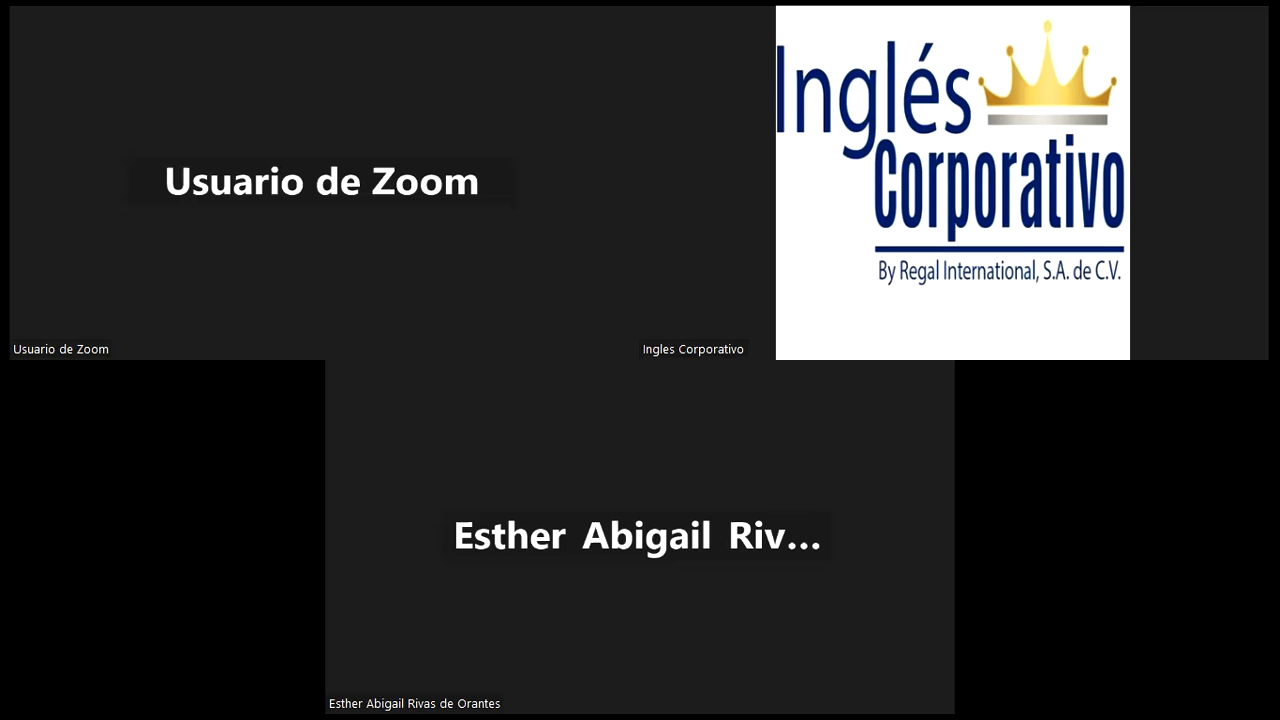 Usuario de Zoom
Usuario de Zoom
Inglés
Corporativo
By Regal International, S.A. de C.V.
Ingles Corporativo
Esther Abigail Riv...
Esther Abigail Rivas de Orantes